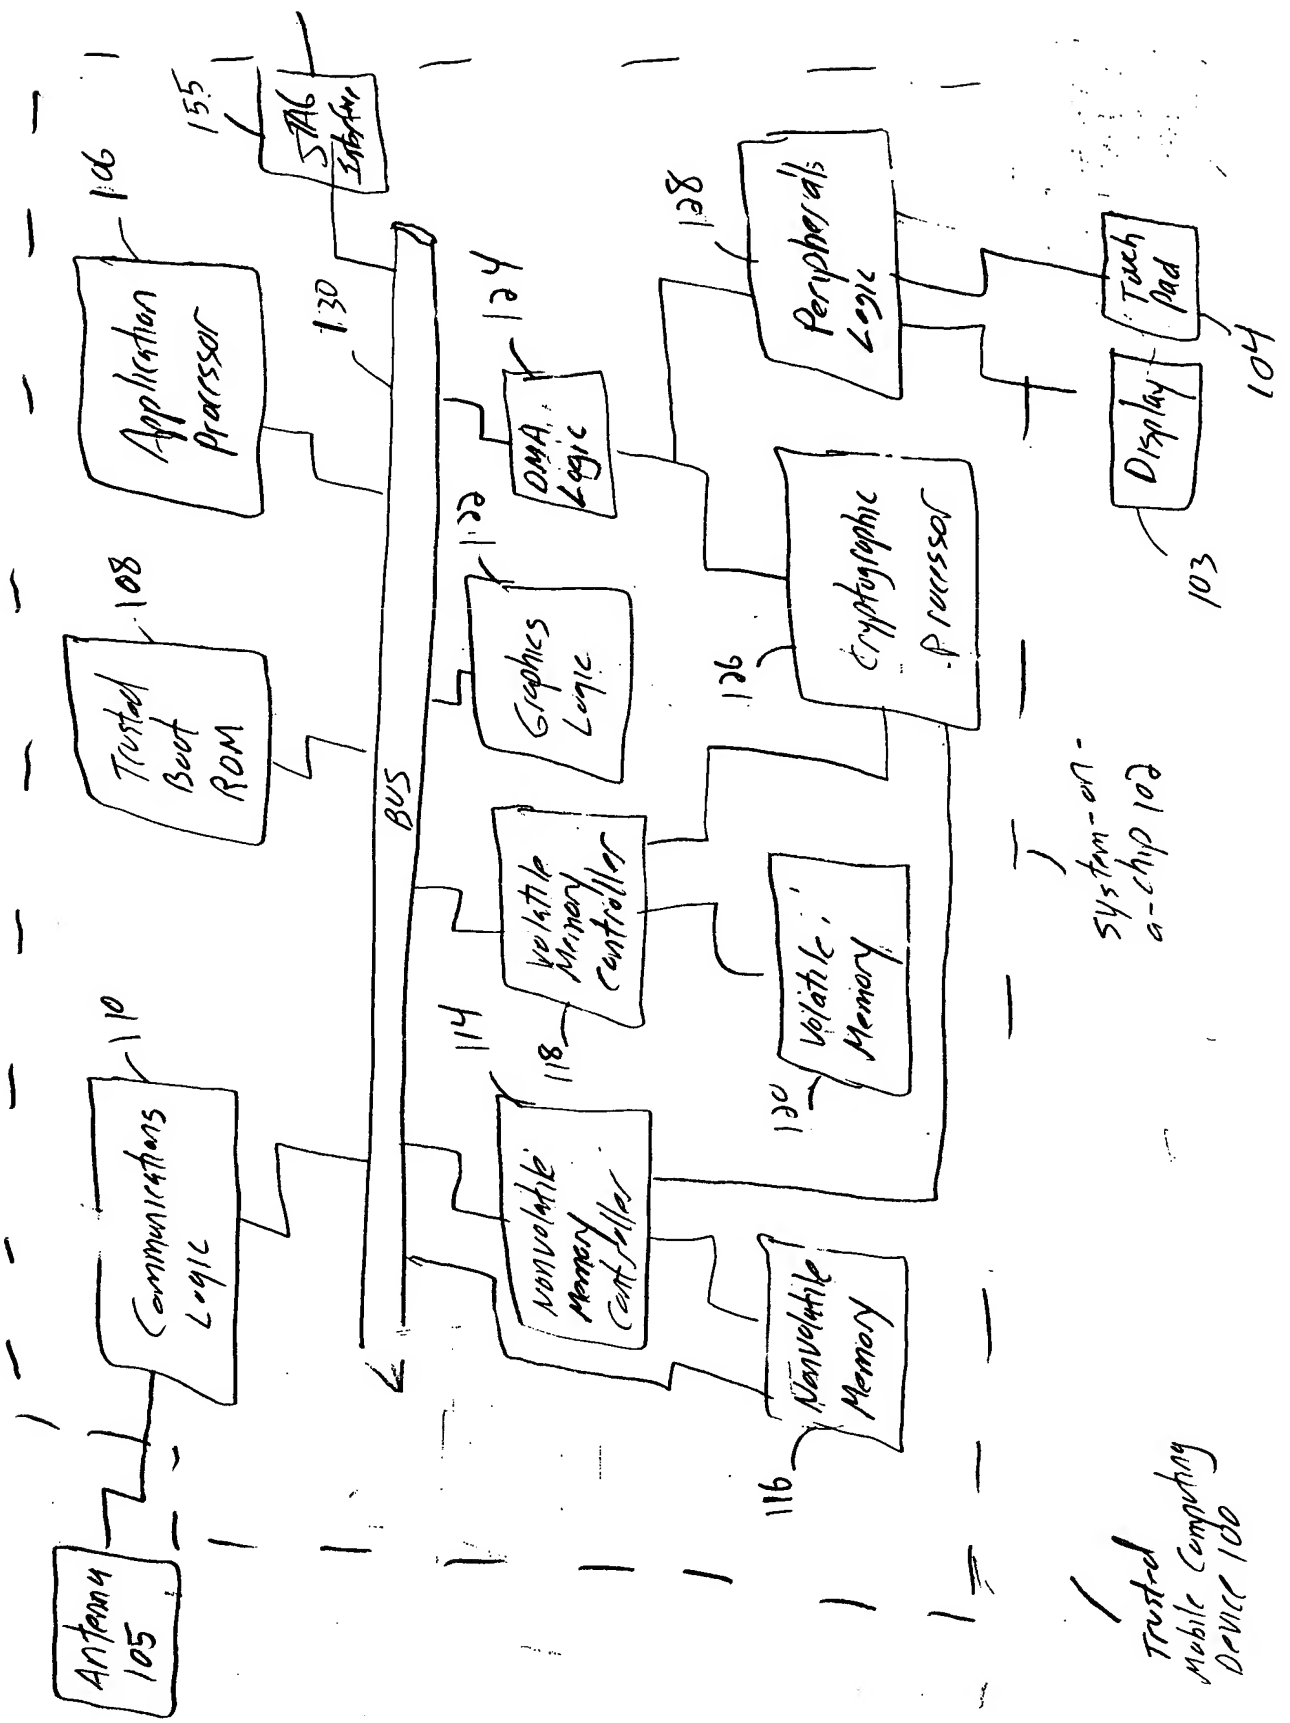 Antenna
105
Communications
Logic
110
Trusted
Boot
ROM
108
Application
Processor
106
JTAG
Interface
155
BUS
130
Nonvolatile
Memory
Controller
114
Volatile
Memory
Controller
118
Graphics
Logic
122
DMA
Logic
124
Nonvolatile
Memory
116
Volatile
Memory
120
Cryptographic
Processor
126
Peripherals
Logic
128
Display
103
Touch
Pad
104
System-on-
a-chip 102
Trusted
Mobile Computing
Device 100